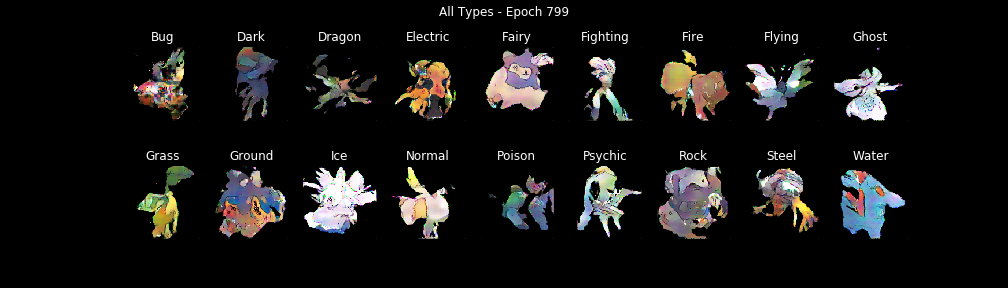 All Types - Epoch 799
Bug Dark Dragon Electric Fairy Fighting Fire Flying Ghost
Grass Ground Ice Normal Poison Psychic Rock Steel Water